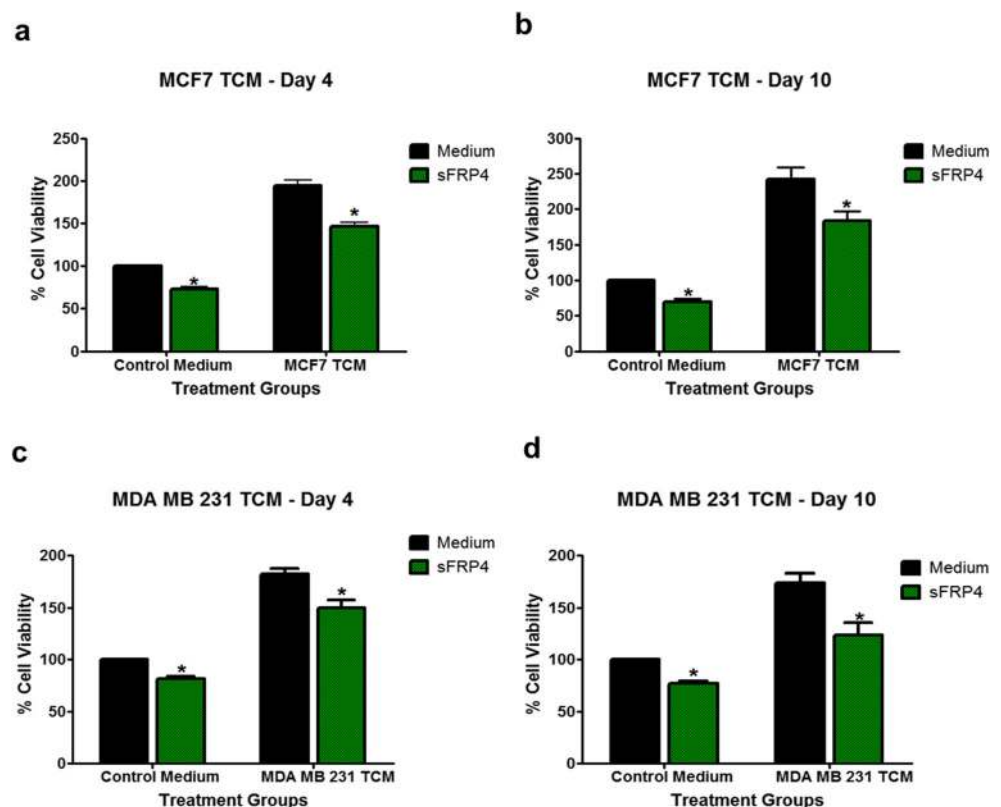 a
MCF7 TCM - Day 4
250
200
150
100
50
0
% Cell Viability
*
*
Control Medium
MCF7 TCM
Treatment Groups
Medium
sFRP4
b
MCF7 TCM - Day 10
300
250
200
150
100
50
0
% Cell Viability
*
*
Control Medium
MCF7 TCM
Treatment Groups
Medium
sFRP4
c
MDA MB 231 TCM - Day 4
200
150
100
50
0
% Cell Viability
*
*
Control Medium
MDA MB 231 TCM
Treatment Groups
Medium
sFRP4
d
MDA MB 231 TCM - Day 10
200
150
100
50
0
% Cell Viability
*
*
Control Medium
MDA MB 231 TCM
Treatment Groups
Medium
sFRP4